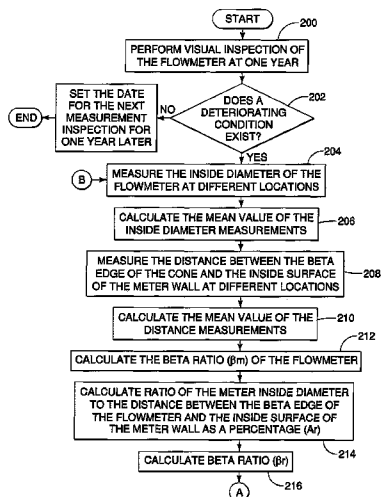 START
200
PERFORM VISUAL INSPECTION OF
THE FLOWMETER AT ONE YEAR
SET THE DATE
FOR THE NEXT
MEASUREMENT
INSPECTION FOR
ONE YEAR LATER
END
NO
DOES A
DETERIORATING
CONDITION
EXIST?
202
YES
204
B
MEASURE THE INSIDE DIAMETER OF THE
FLOWMETER AT DIFFERENT LOCATIONS
CALCULATE THE MEAN VALUE OF THE
INSIDE DIAMETER MEASUREMENTS
206
MEASURE THE DISTANCE BETWEEN THE BETA
EDGE OF THE CONE AND THE INSIDE SURFACE
OF THE METER WALL AT DIFFERENT LOCATIONS
208
CALCULATE THE MEAN VALUE OF THE
DISTANCE MEASUREMENTS
210
212
CALCULATE THE BETA RATIO (βm) OF THE FLOWMETER
CALCULATE RATIO OF THE METER INSIDE DIAMETER
TO THE DISTANCE BETWEEN THE BETA EDGE OF
THE FLOWMETER AND THE INSIDE SURFACE OF
THE METER WALL AS A PERCENTAGE (Ar)
214
CALCULATE BETA RATIO (βr)
216
A